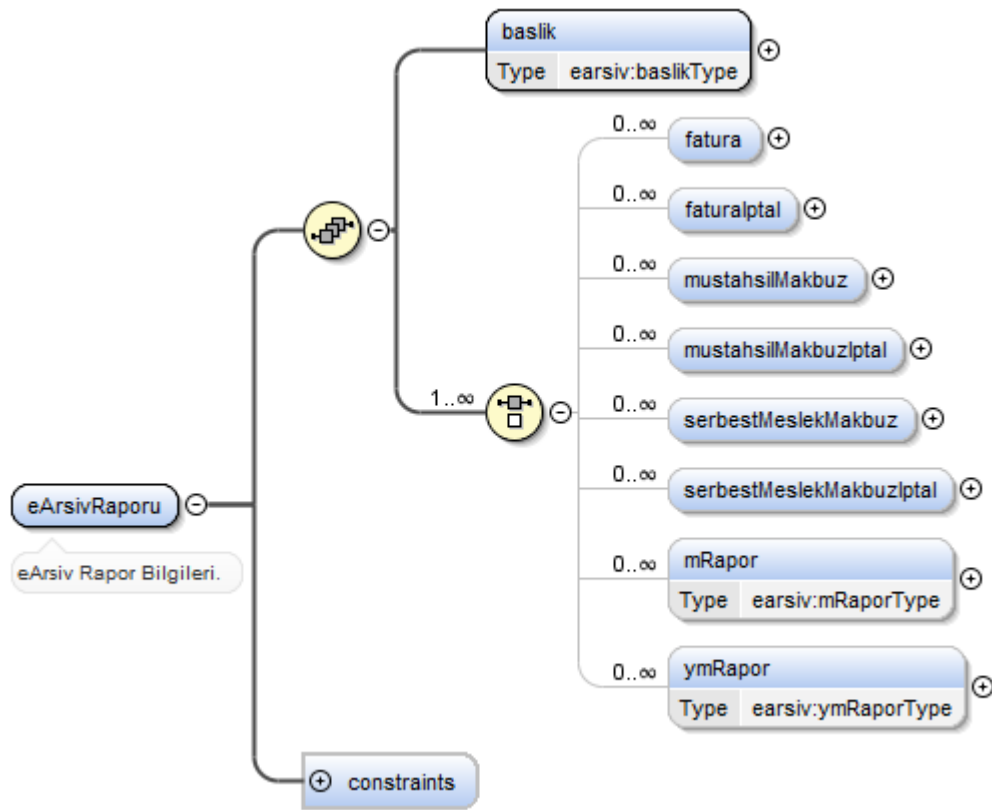 baslik
Type earsiv:baslikType
0..∞
fatura
0..∞
faturaIptal
0..∞
mustahsilMakbuz
0..∞
mustahsilMakbuzIptal
1..∞
0..∞
serbestMeslekMakbuz
0..∞
serbestMeslekMakbuzIptal
eArsivRaporu
eArsiv Rapor Bilgileri.
0..∞
mRapor
Type earsiv:mRaporType
0..∞
ymRapor
Type earsiv:ymRaporType
constraints